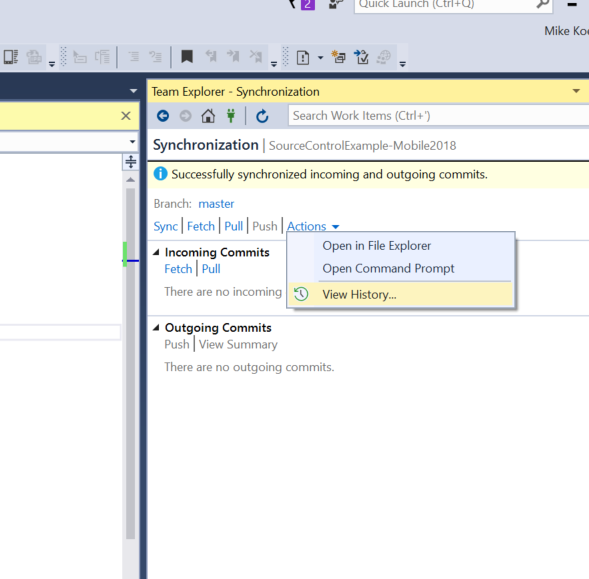 2
Quick Launch (Ctrl+Q)
Mike Koe
Team Explorer - Synchronization
Search Work Items (Ctrl+')
Synchronization | SourceControlExample-Mobile2018
Successfully synchronized incoming and outgoing commits.
Branch: master
Sync | Fetch | Pull | Push | Actions
Open in File Explorer
Open Command Prompt
View History...
Incoming Commits
Fetch | Pull
There are no incoming
Outgoing Commits
Push | View Summary
There are no outgoing commits.